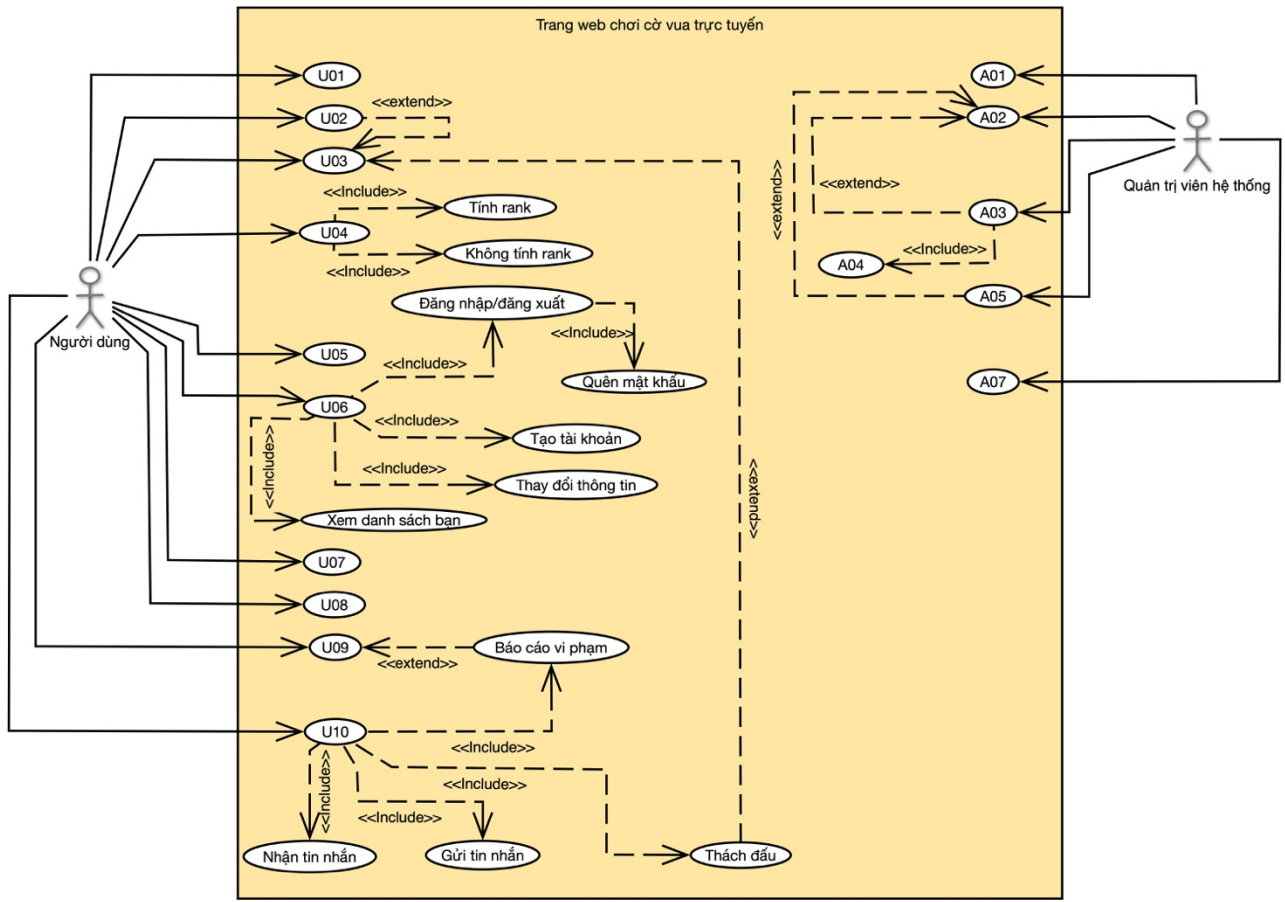 Trang web chơi cờ vua trực tuyến
U01
A01
<<extend>>
U02
A02
U03
<<extend>>
<<extend>>
Quản trị viên hệ thống
<<Include>>
Tính rank
A03
U04
<<Include>>
Không tính rank
<<Include>>
A04
A05
Đăng nhập/đăng xuất
<<Include>>
Người dùng
U05
<<Include>>
Quên mật khẩu
A07
U06
<<Include>>
Tạo tài khoản
<<Include>>
<<Include>>
Thay đổi thông tin
<<extend>>
Xem danh sách bạn
U07
U08
U09
<<extend>>
Báo cáo vi phạm
U10
<<Include>>
<<Include>>
<<Include>>
<<Include>>
Nhận tin nhắn
Gửi tin nhắn
Thách đấu